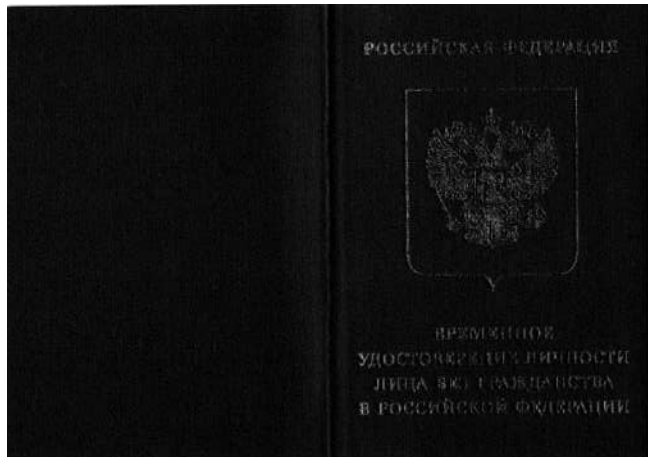 РОССИЙСКАЯ ФЕДЕРАЦИЯ
ВРЕМЕННОЕ
УДОСТОВЕРЕНИЕ ЛИЧНОСТИ
ЛИЦА БЕЗ ГРАЖДАНСТВА
В РОССИЙСКОЙ ФЕДЕРАЦИИ